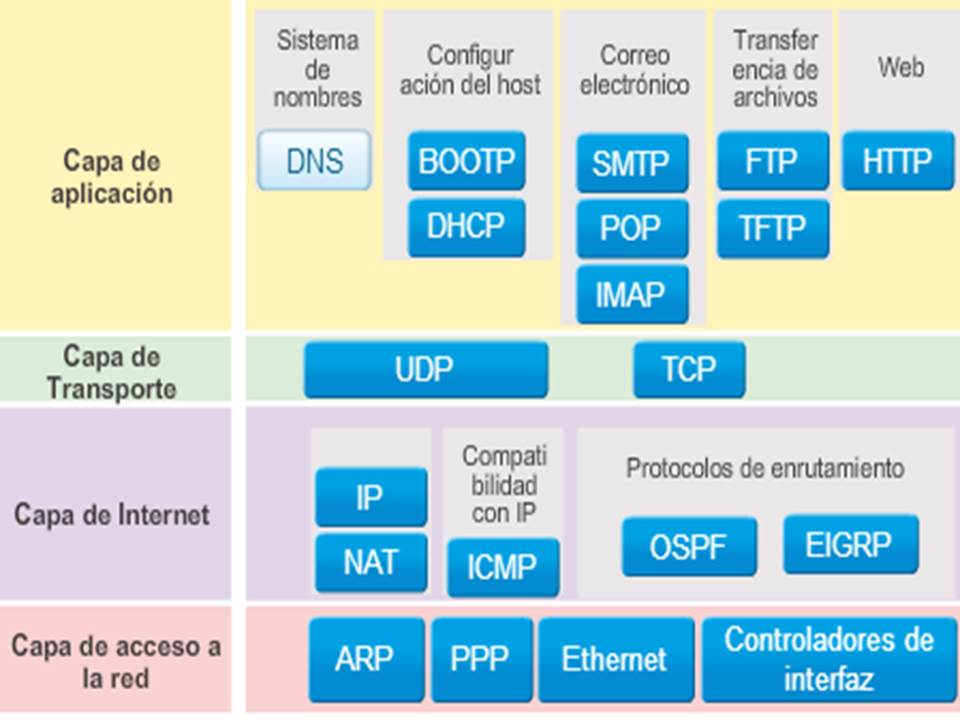 Capa de
aplicación
Sistema
de
nombres
DNS
Configur
ación del host
BOOTP
DHCP
Correo
electrónico
SMTP
POP
IMAP
Transfer
encia de
archivos
FTP
TFTP
Web
HTTP
Capa de
Transporte
UDP
TCP
Capa de Internet
IP
NAT
Compati
bilidad
con IP
ICMP
Protocolos de enrutamiento
OSPF
EIGRP
Capa de acceso a
la red
ARP
PPP
Ethernet
Controladores de
interfaz